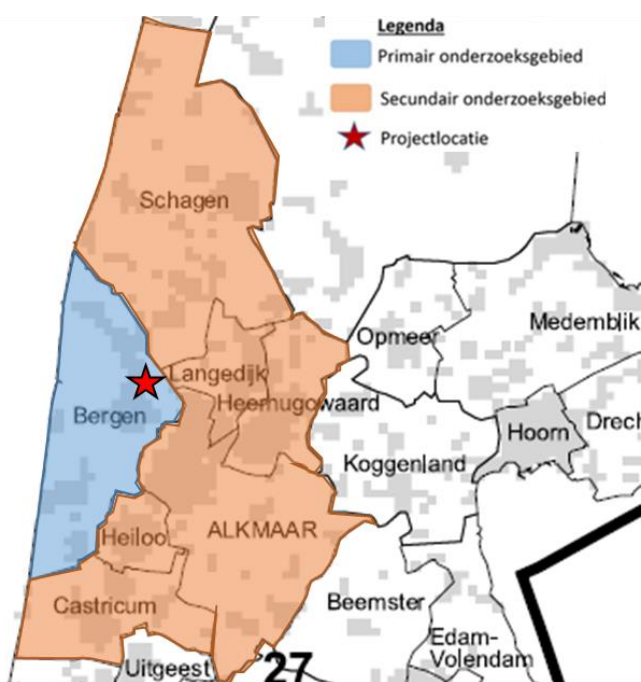 Legenda
Primair onderzoeksgebied
Secundair onderzoeksgebied
Projectlocatie
Schagen
Opmeer
Medemblik
Langedijk
Heerhugowaard
Bergen
Hoorn
Drech
Koggenland
Heiloo
ALKMAAR
Castricum
Beemster
Edam-
Volendam
Uitgeest
27